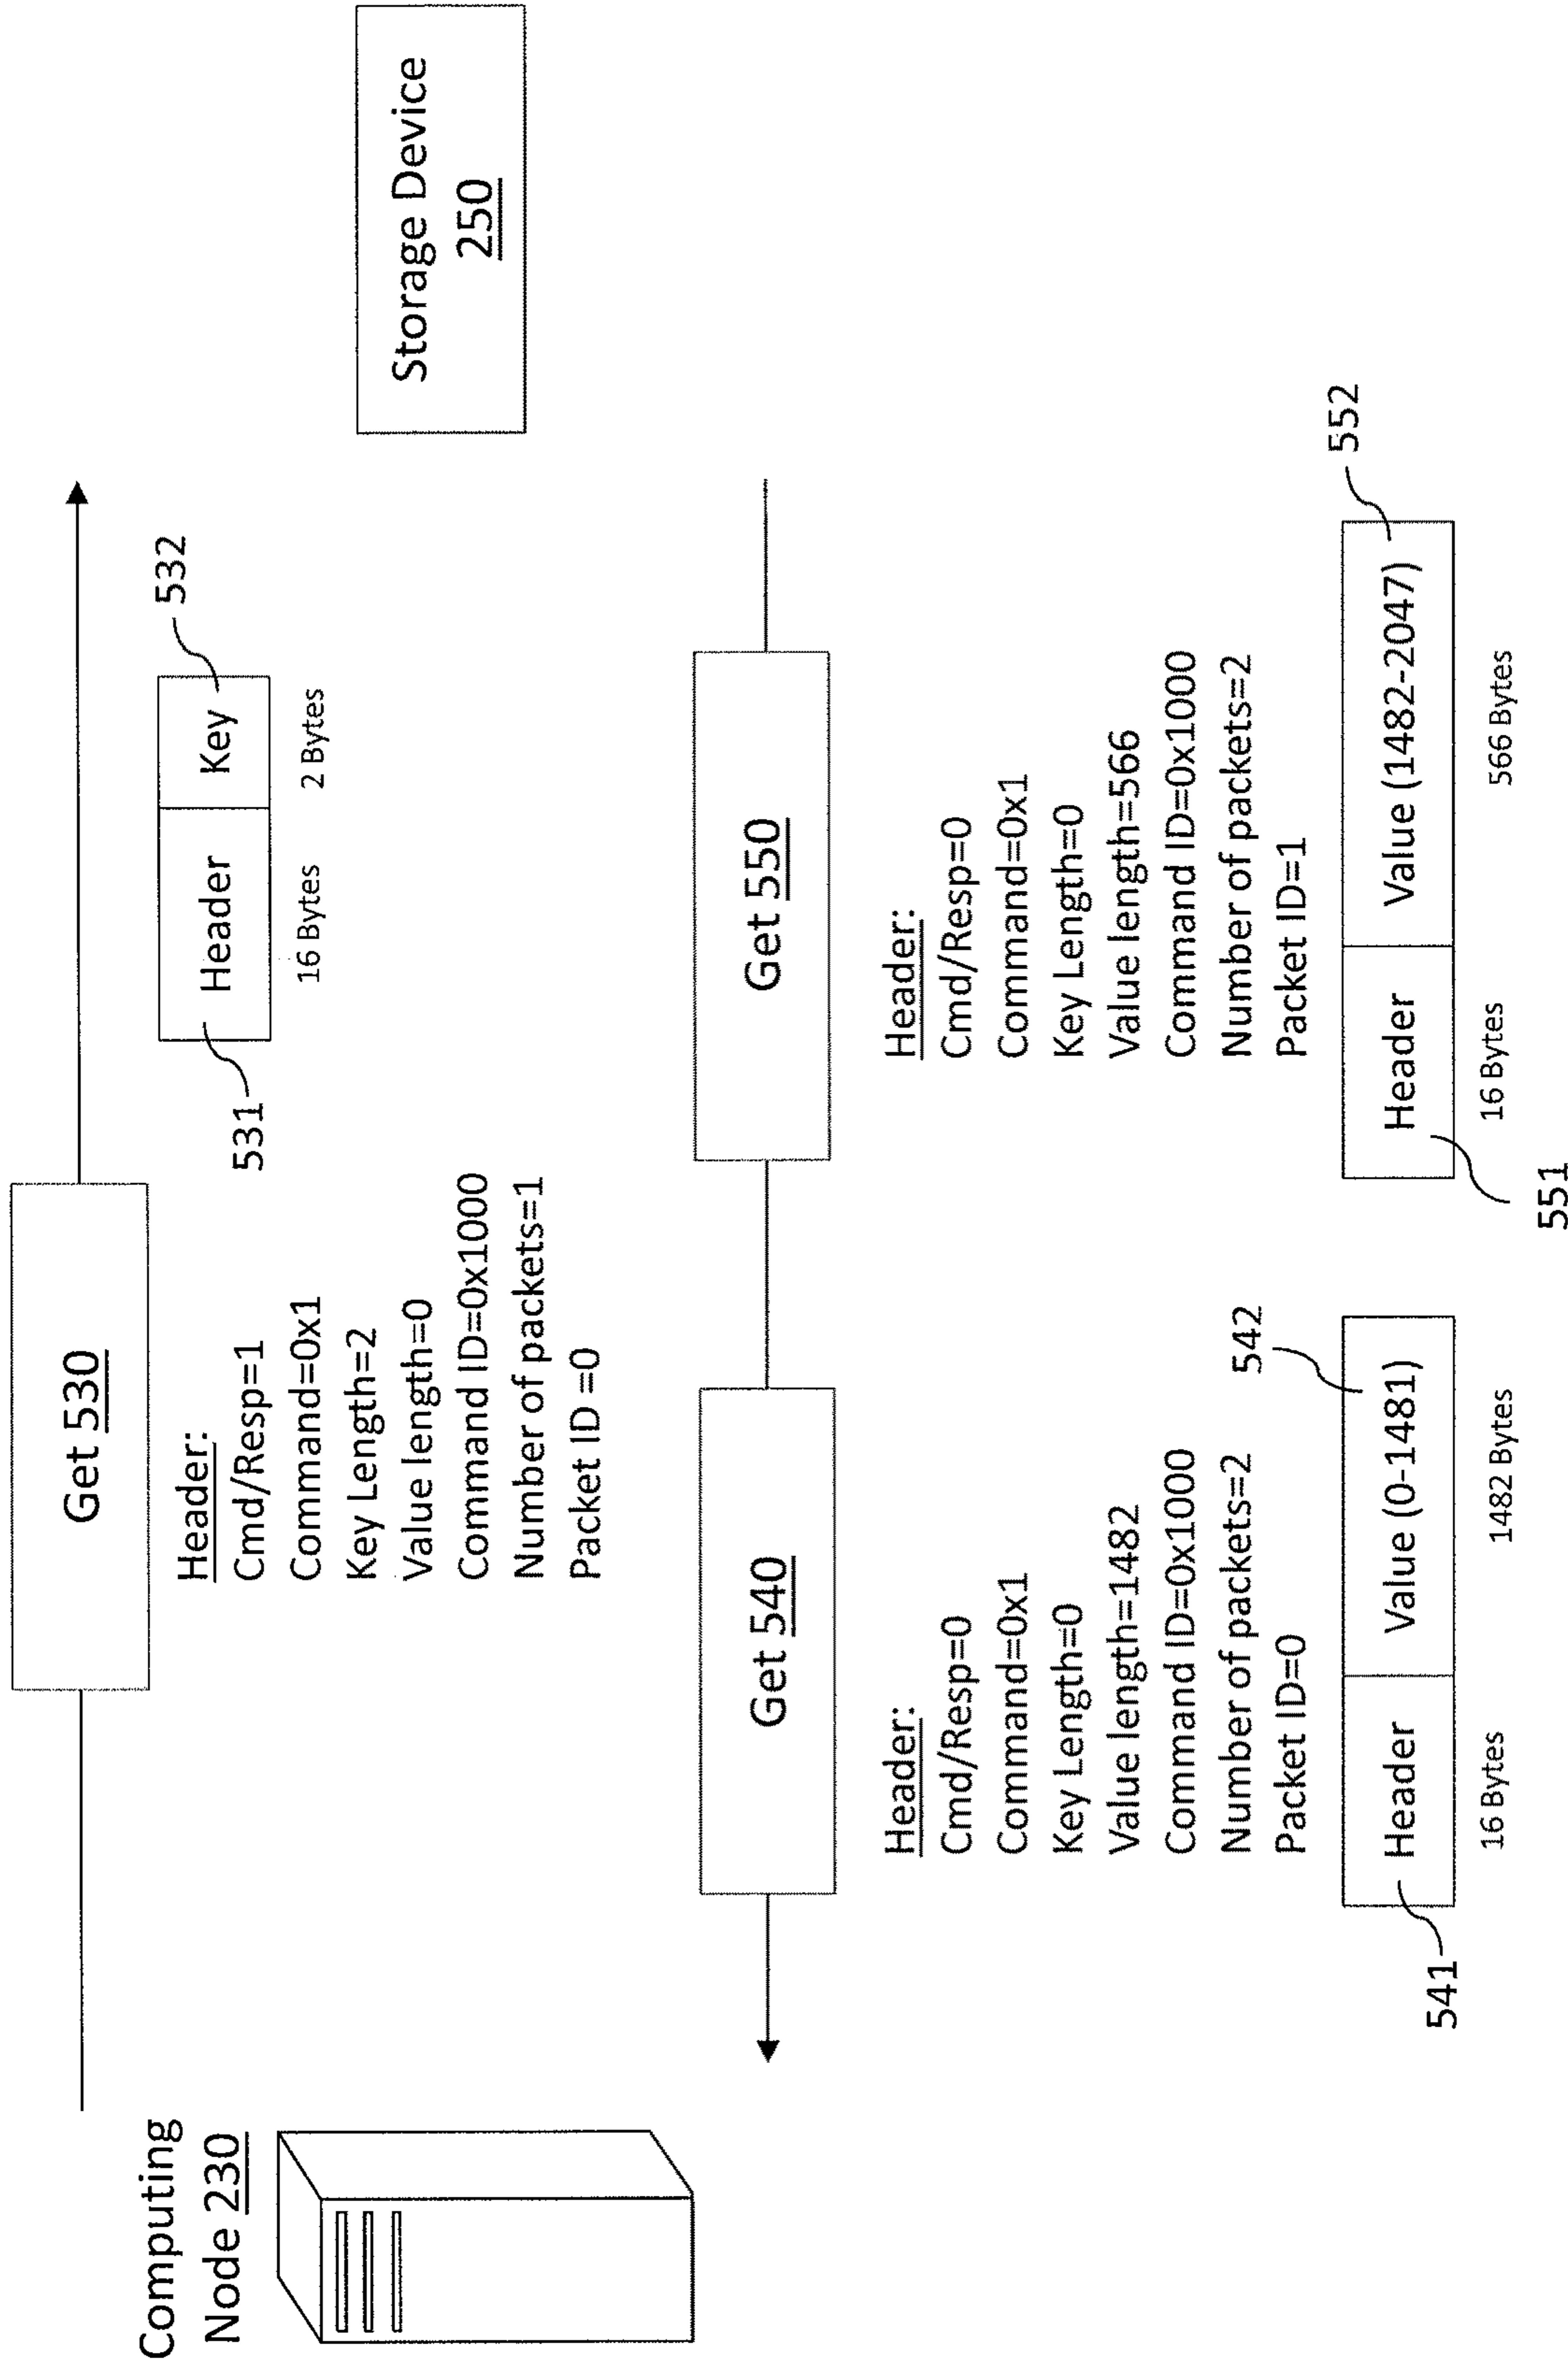 Computing
Node 230
Get 530
Header:
Cmd/Resp=1
Command=0x1
Key Length=2
Value length=0
Command ID=0x1000
Number of packets=1
Packet ID =0
531
Header
Key
532
16 Bytes
2 Bytes
Storage Device
250
Get 540
Header:
Cmd/Resp=0
Command=0x1
Key Length=0
Value length=1482
Command ID=0x1000
Number of packets=2
Packet ID=0
541
Header
Value (0-1481)
542
16 Bytes
1482 Bytes
Get 550
Header:
Cmd/Resp=0
Command=0x1
Key Length=0
Value length=566
Command ID=0x1000
Number of packets=2
Packet ID=1
551
Header
Value (1482-2047)
552
16 Bytes
566 Bytes